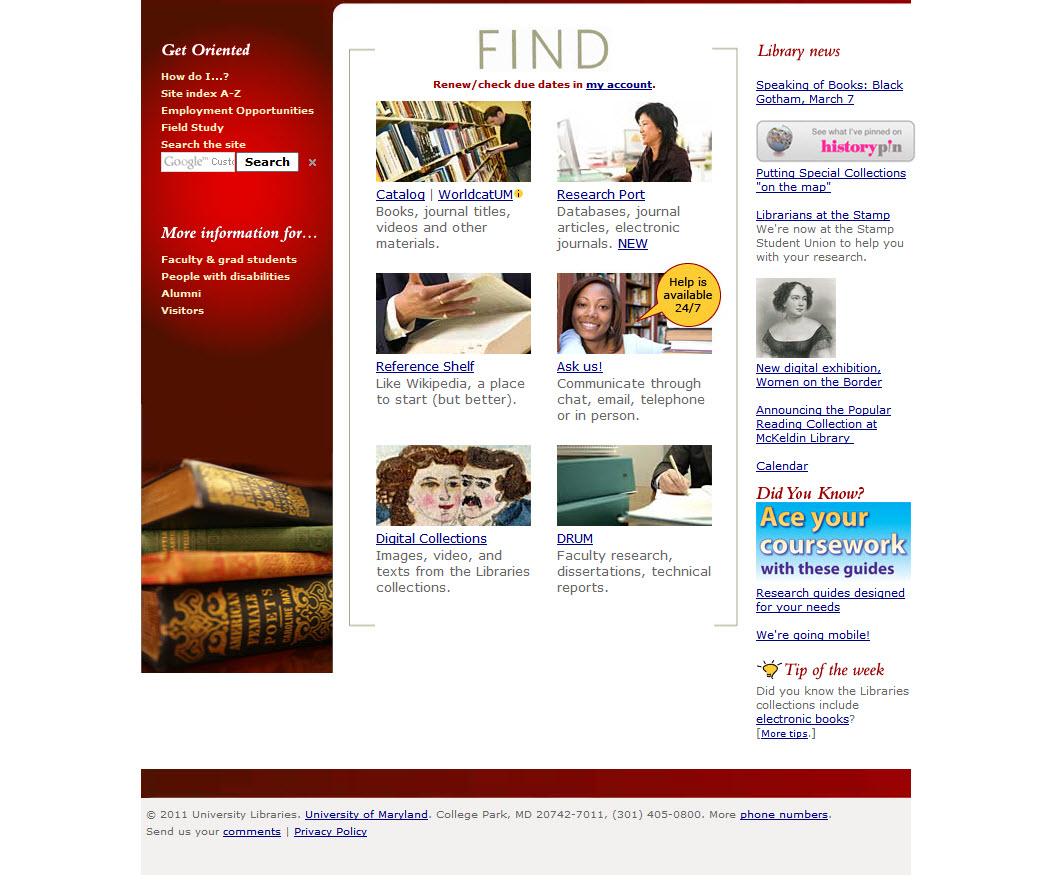 Get Oriented
How do I...?
Site index A-Z
Employment Opportunities
Field Study
Search the site
Google™ Custo Search ×
More information for...
Faculty & grad students
People with disabilities
Alumni
Visitors
AMERICAN
FEMALE
POETS
CAROLINE MAY
FIND
Renew/check due dates in my account.
Catalog | WorldcatUM
Books, journal titles,
videos and other
materials.
Research Port
Databases, journal
articles, electronic
journals. NEW
Help is
available
24/7
Reference Shelf
Like Wikipedia, a place
to start (but better).
Ask us!
Communicate through
chat, email, telephone
or in person.
Digital Collections
Images, video, and
texts from the Libraries
collections.
DRUM
Faculty research,
dissertations, technical
reports.
Library news
Speaking of Books: Black
Gotham, March 7
See what I've pinned on
historypin
Putting Special Collections
"on the map"
Librarians at the Stamp
We're now at the Stamp
Student Union to help you
with your research.
New digital exhibition,
Women on the Border
Announcing the Popular
Reading Collection at
McKeldin Library
Calendar
Did You Know?
Ace your
coursework
with these guides
Research guides designed
for your needs
We're going mobile!
Tip of the week
Did you know the Libraries
collections include
electronic books?
[More tips.]
© 2011 University Libraries. University of Maryland. College Park, MD 20742-7011, (301) 405-0800. More phone numbers.
Send us your comments | Privacy Policy